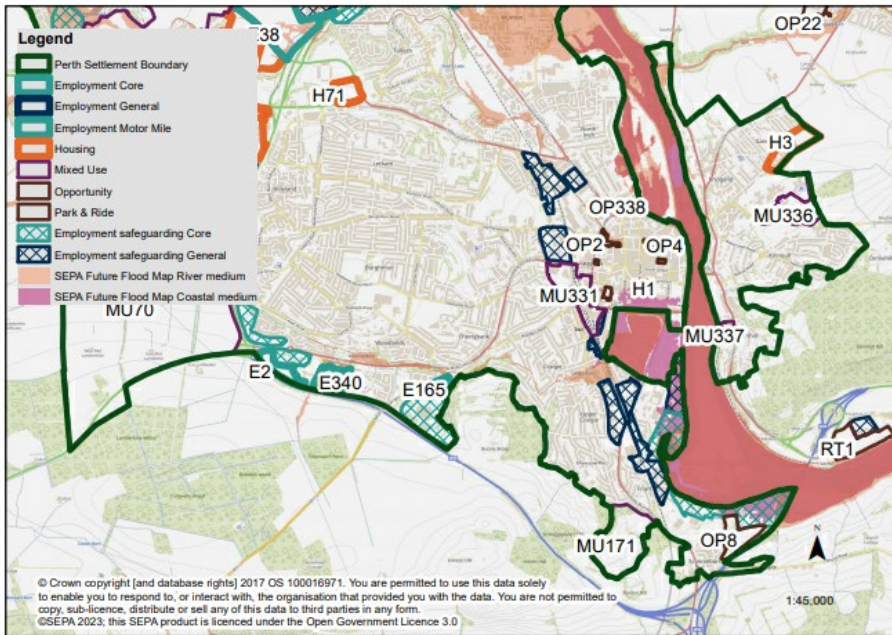 Legend
Perth Settlement Boundary
Employment Core
Employment General
Employment Motor Mile
Housing
Mixed Use
Opportunity
Park & Ride
Employment safeguarding Core
Employment safeguarding General
SEPA Future Flood Map River medium
SEPA Future Flood Map Coastal medium
E38
OP22
H71
H3
MU336
OP338
OP2
OP4
MU331
H1
MU70
MU337
E2
E340
E165
RT1
MU171
OP8
N
© Crown copyright [and database rights] 2017 OS 100016971. You are permitted to use this data solely
to enable you to respond to, or interact with, the organisation that provided you with the data. You are not permitted to
copy, sub-licence, distribute or sell any of this data to third parties in any form.
©SEPA 2023; this SEPA product is licenced under the Open Government Licence 3.0
1:45,000